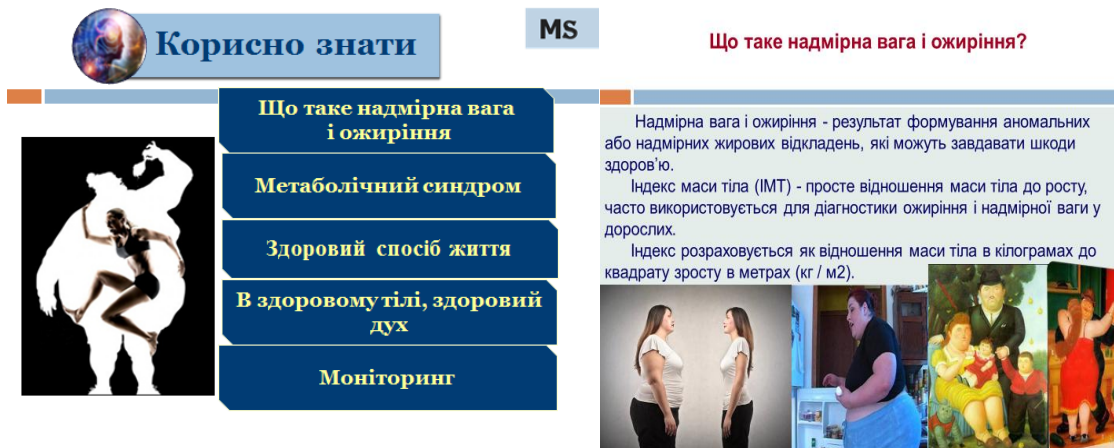 Корисно знати
MS
Що таке надмірна вага
і ожиріння
Метаболічний синдром
Здоровий спосіб життя
В здоровому тілі, здоровий
дух
Моніторинг
Що таке надмірна вага і ожиріння?
Надмірна вага і ожиріння - результат формування аномальних
або надмірних жирових відкладень, які можуть завдавати шкоди
здоров’ю.
Індекс маси тіла (ІМТ) - просте відношення маси тіла до росту,
часто використовується для діагностики ожиріння і надмірної ваги у
дорослих.
Індекс розраховується як відношення маси тіла в кілограмах до
квадрату зросту в метрах (кг / м2).